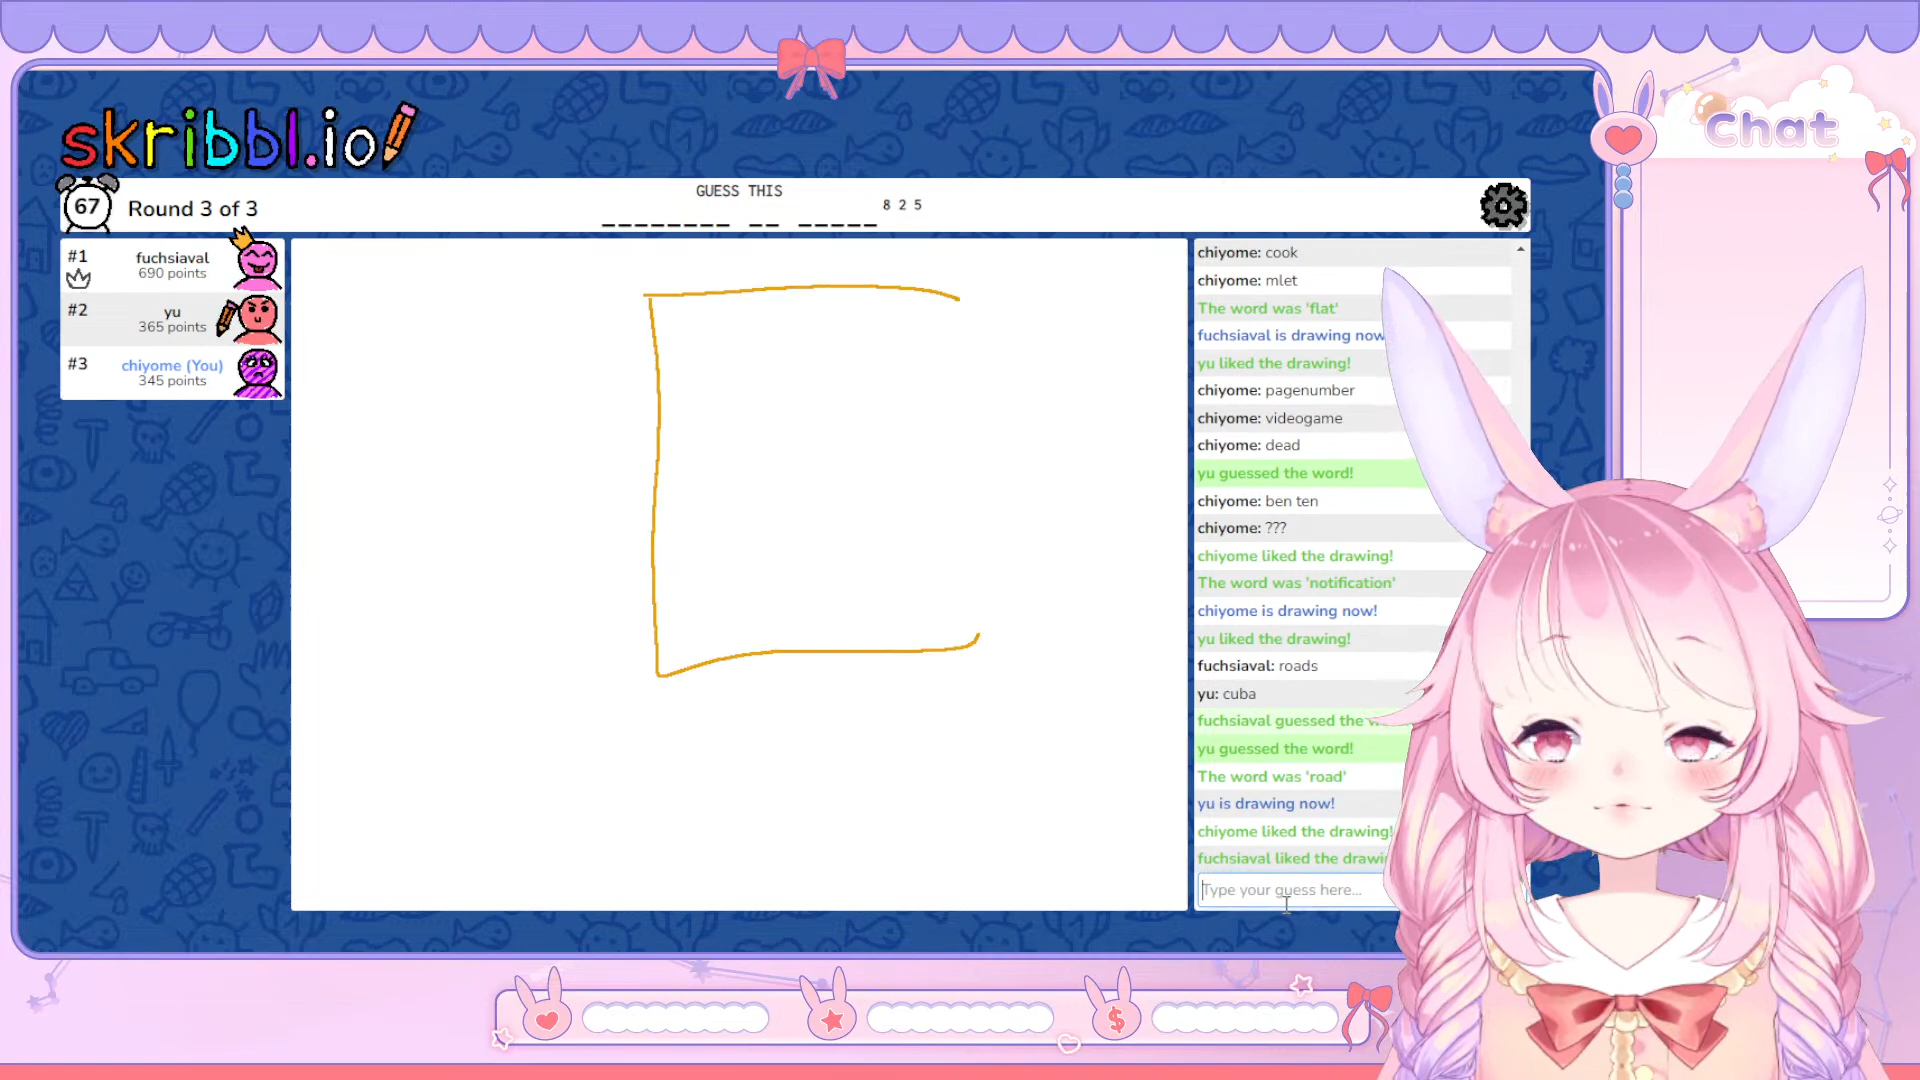 Chat
skribbl.io
67
Round 3 of 3
GUESS THIS
________ __ _____ 8 2 5
#1
fuchsiaval
690 points
#2
yu
365 points
#3
chiyome (You)
345 points
chiyome: cook
chiyome: mlet
The word was 'flat'
fuchsiaval is drawing now
yu liked the drawing!
chiyome: pagenumber
chiyome: videogame
chiyome: dead
yu guessed the word!
chiyome: ben ten
chiyome: ???
chiyome liked the drawing!
The word was 'notification'
chiyome is drawing now!
yu liked the drawing!
fuchsiaval: roads
yu: cuba
fuchsiaval guessed the
yu guessed the word!
The word was 'road'
yu is drawing now!
chiyome liked the drawing!
fuchsiaval liked the
Type your guess here...